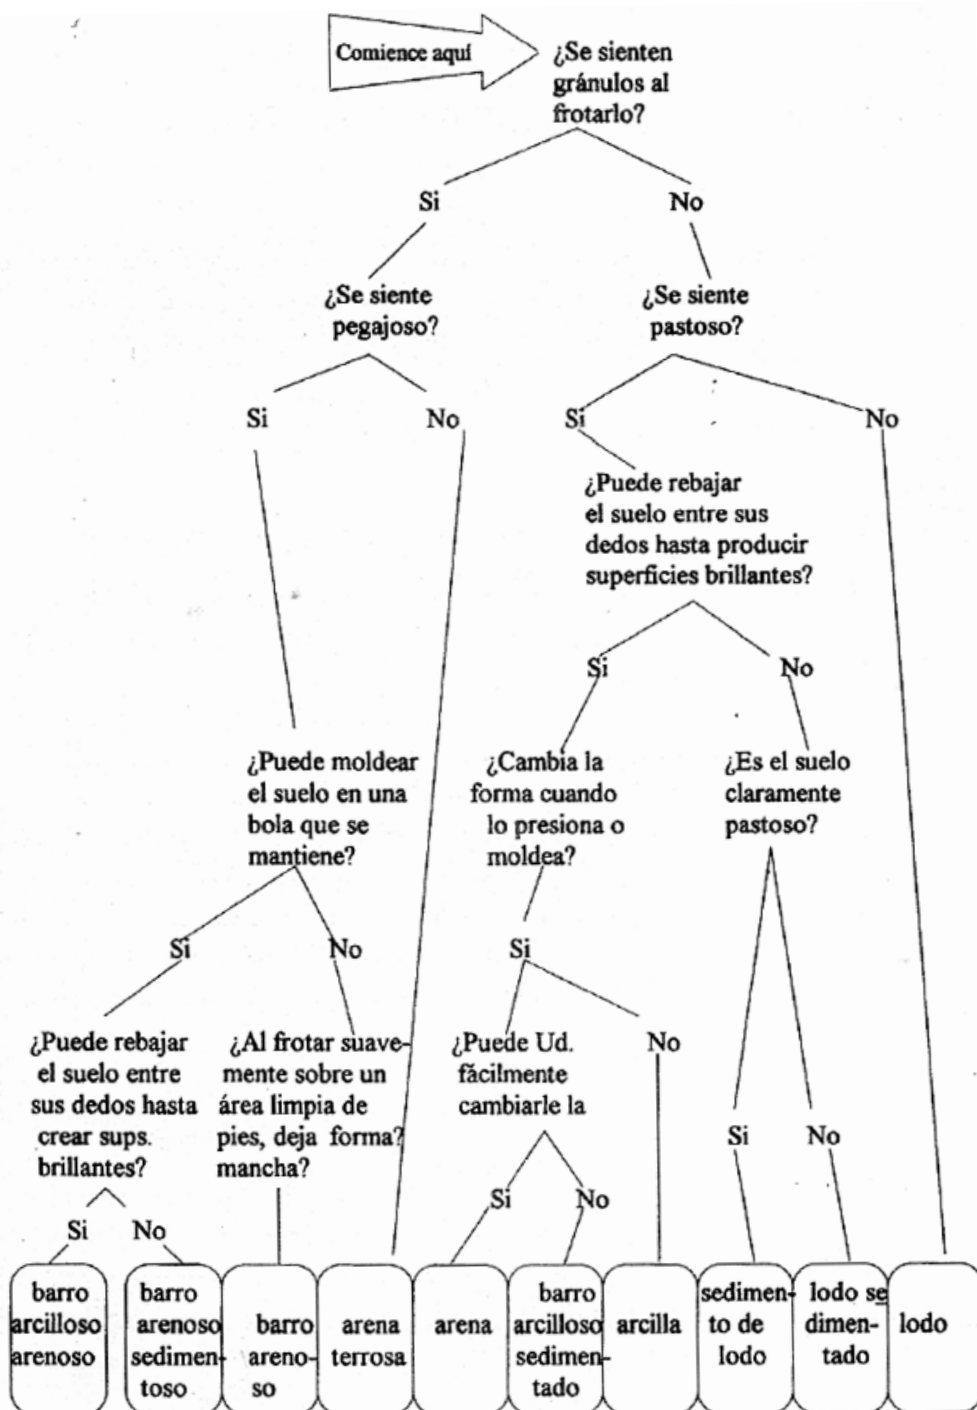 Comience aquí
¿Se sienten
gránulos al
frotarlo?
Si
No
¿Se siente
pegajoso?
¿Se siente
pastoso?
Si
No
Si
No
¿Puede rebajar
el suelo entre sus
dedos hasta producir
superficies brillantes?
Si
No
¿Puede moldear
el suelo en una
bola que se
mantiene?
¿Cambia la
forma cuando
lo presiona o
moldea?
¿Es el suelo
claramente
pastoso?
Si
No
Si
No
¿Puede rebajar
el suelo entre
sus dedos hasta
crear sups.
brillantes?
¿Al frotar suave-
mente sobre un
área limpia de
pies, deja forma?
mancha?
¿Puede Ud.
fácilmente
cambiarle la
Si
No
Si
No
Si
No
barro
arcilloso
arenoso
barro
arenoso
sedimen-
toso
barro
areno-
so
arena
terrosa
arena
barro
arcilloso
sedimen-
tado
arcilla
sedimen-
to de
lodo
lodo se
dimen-
tado
lodo